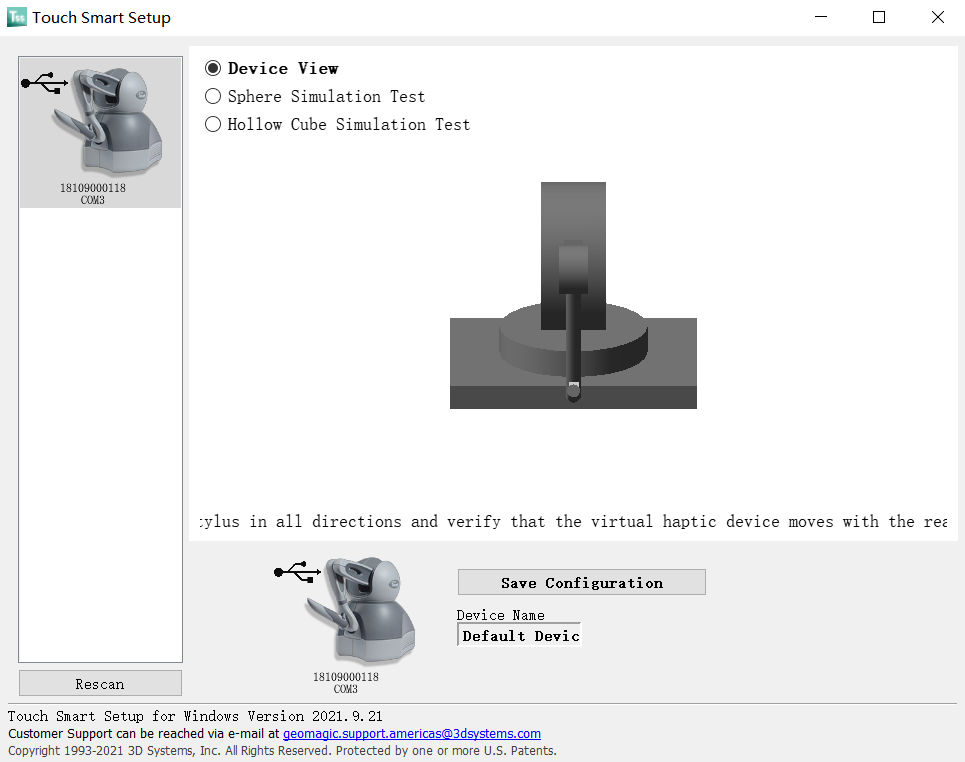 Tss Touch Smart Setup
18109000118
COM3
Device View
Sphere Simulation Test
Hollow Cube Simulation Test
tylus in all directions and verify that the virtual haptic device moves with the rea
18109000118
COM3
Save Configuration
Device Name
Default Devic
Rescan
Touch Smart Setup for Windows Version 2021.9.21
Customer Support can be reached via e-mail at geomagic.support.americas@3dsystems.com
Copyright 1993-2021 3D Systems, Inc. All Rights Reserved. Protected by one or more U.S. Patents.